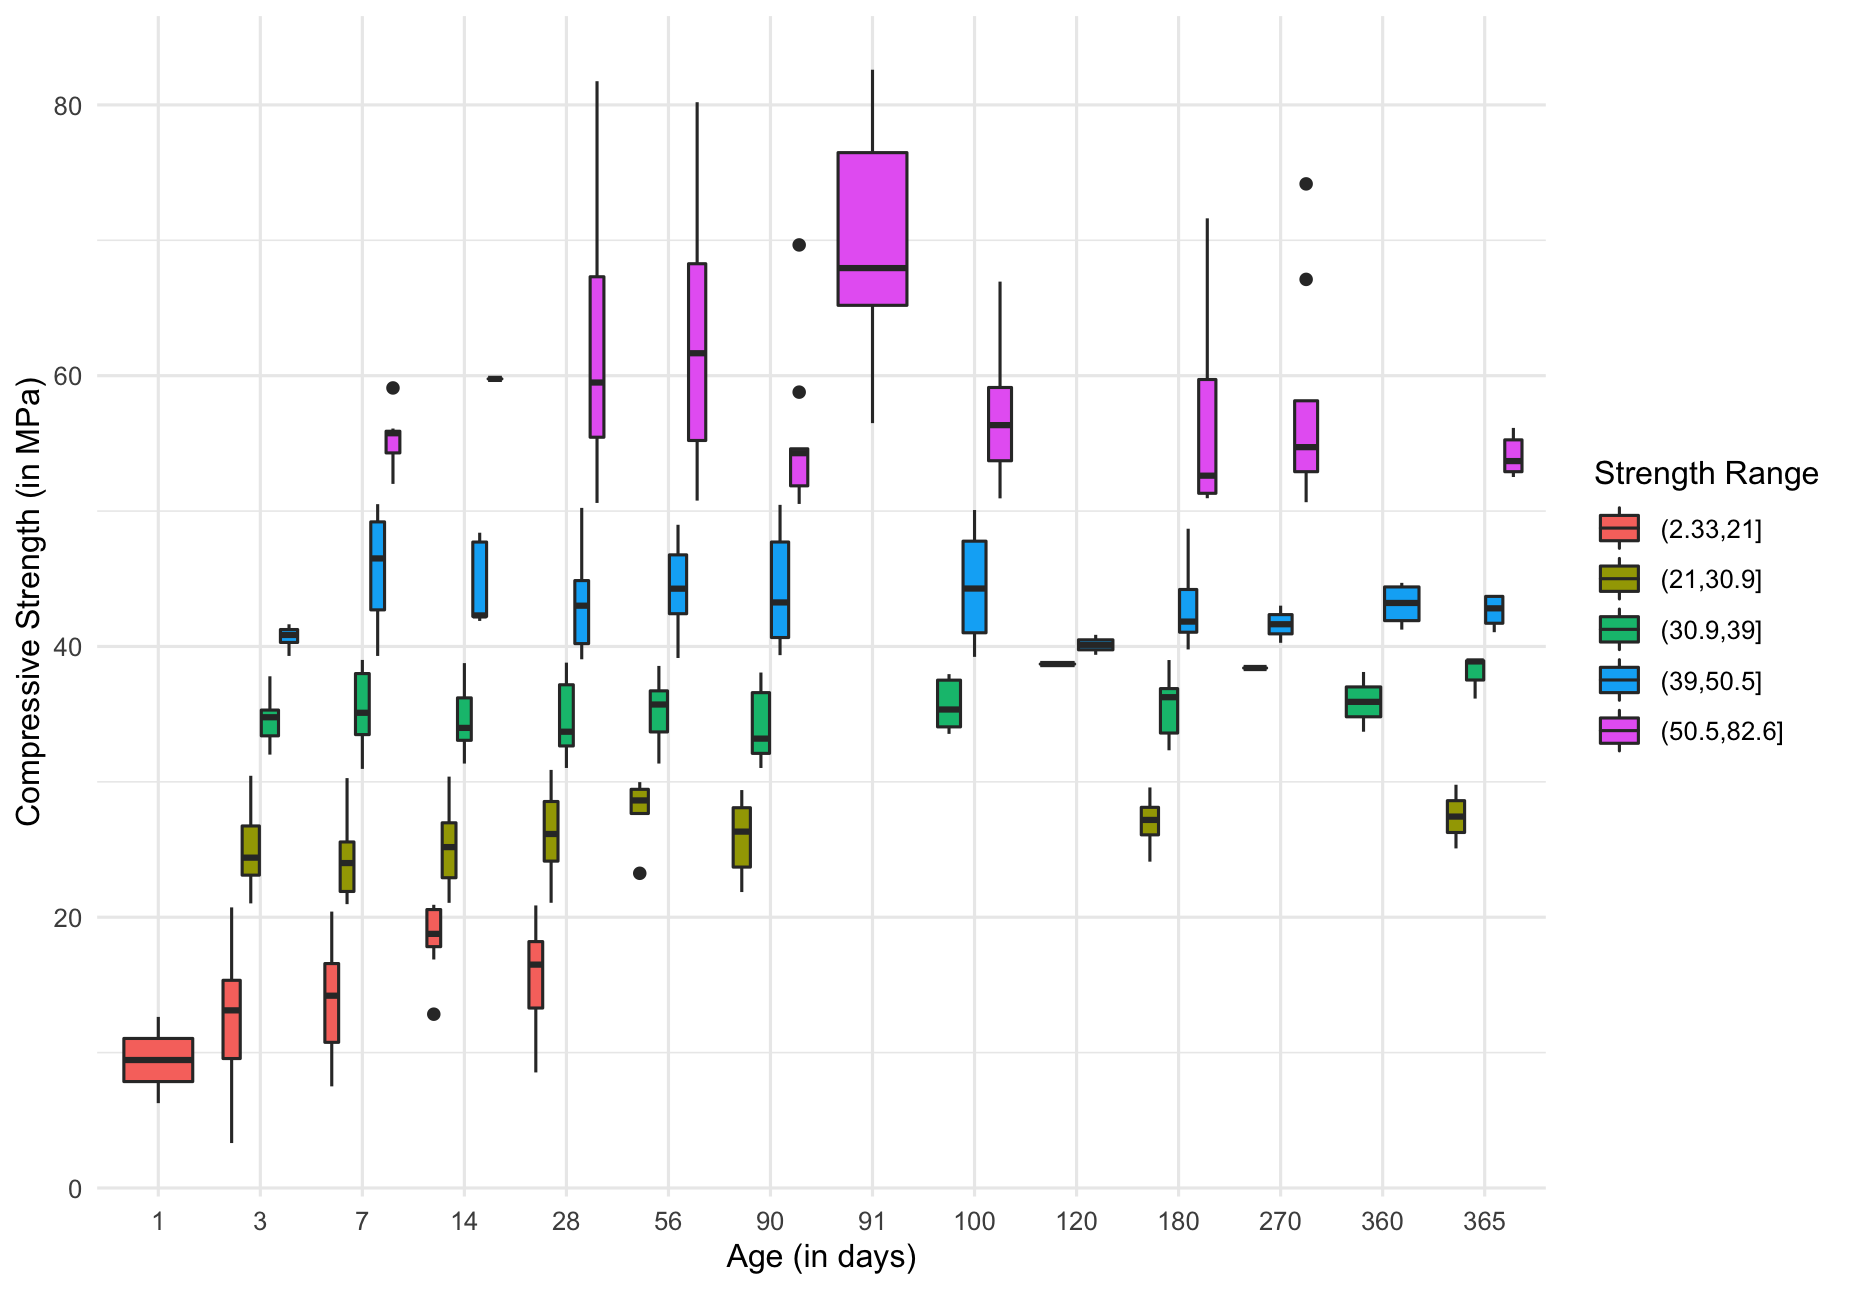 80
60
40
20
0
Compressive Strength (in MPa)
1 3 7 14 28 56 90 91 100 120 180 270 360 365
Age (in days)
Strength Range
(2.33,21]
(21,30.9]
(30.9,39]
(39,50.5]
(50.5,82.6]